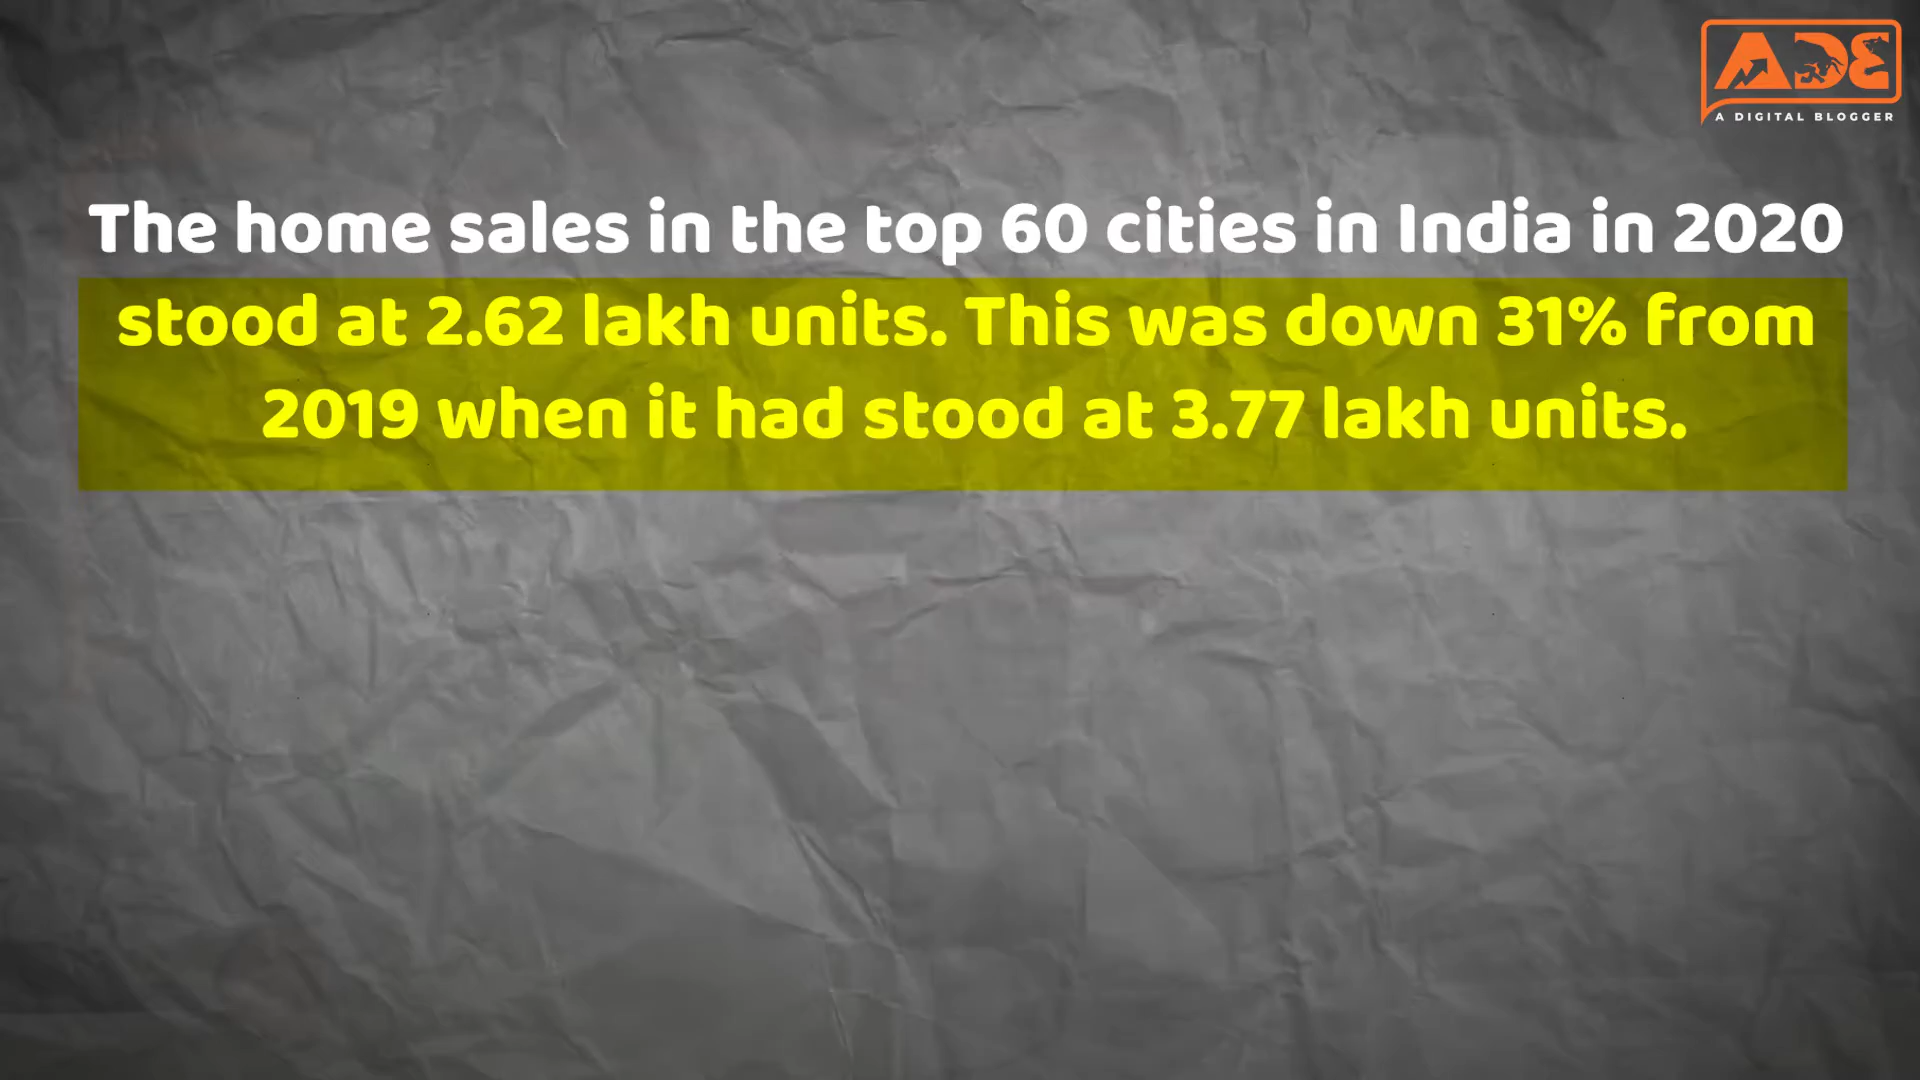 ADB
A DIGITAL BLOGGER
The home sales in the top 60 cities in India in 2020
stood at 2.62 lakh units. This was down 31% from
2019 when it had stood at 3.77 lakh units.